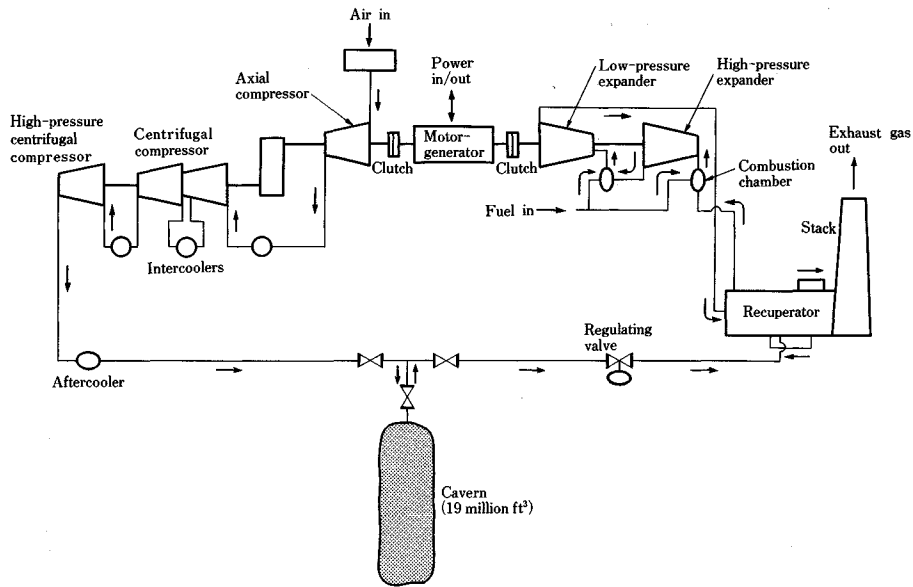 Air in
Power
in/out
Low-pressure
expander
High-pressure
expander
Axial
compressor
High-pressure
centrifugal
compressor
Centrifugal
compressor
Motor-
generator
Clutch
Clutch
Exhaust gas
out
Combustion
chamber
Fuel in
Stack
Intercoolers
Recuperator
Regulating
valve
Aftercooler
Cavern
(19 million ft³)